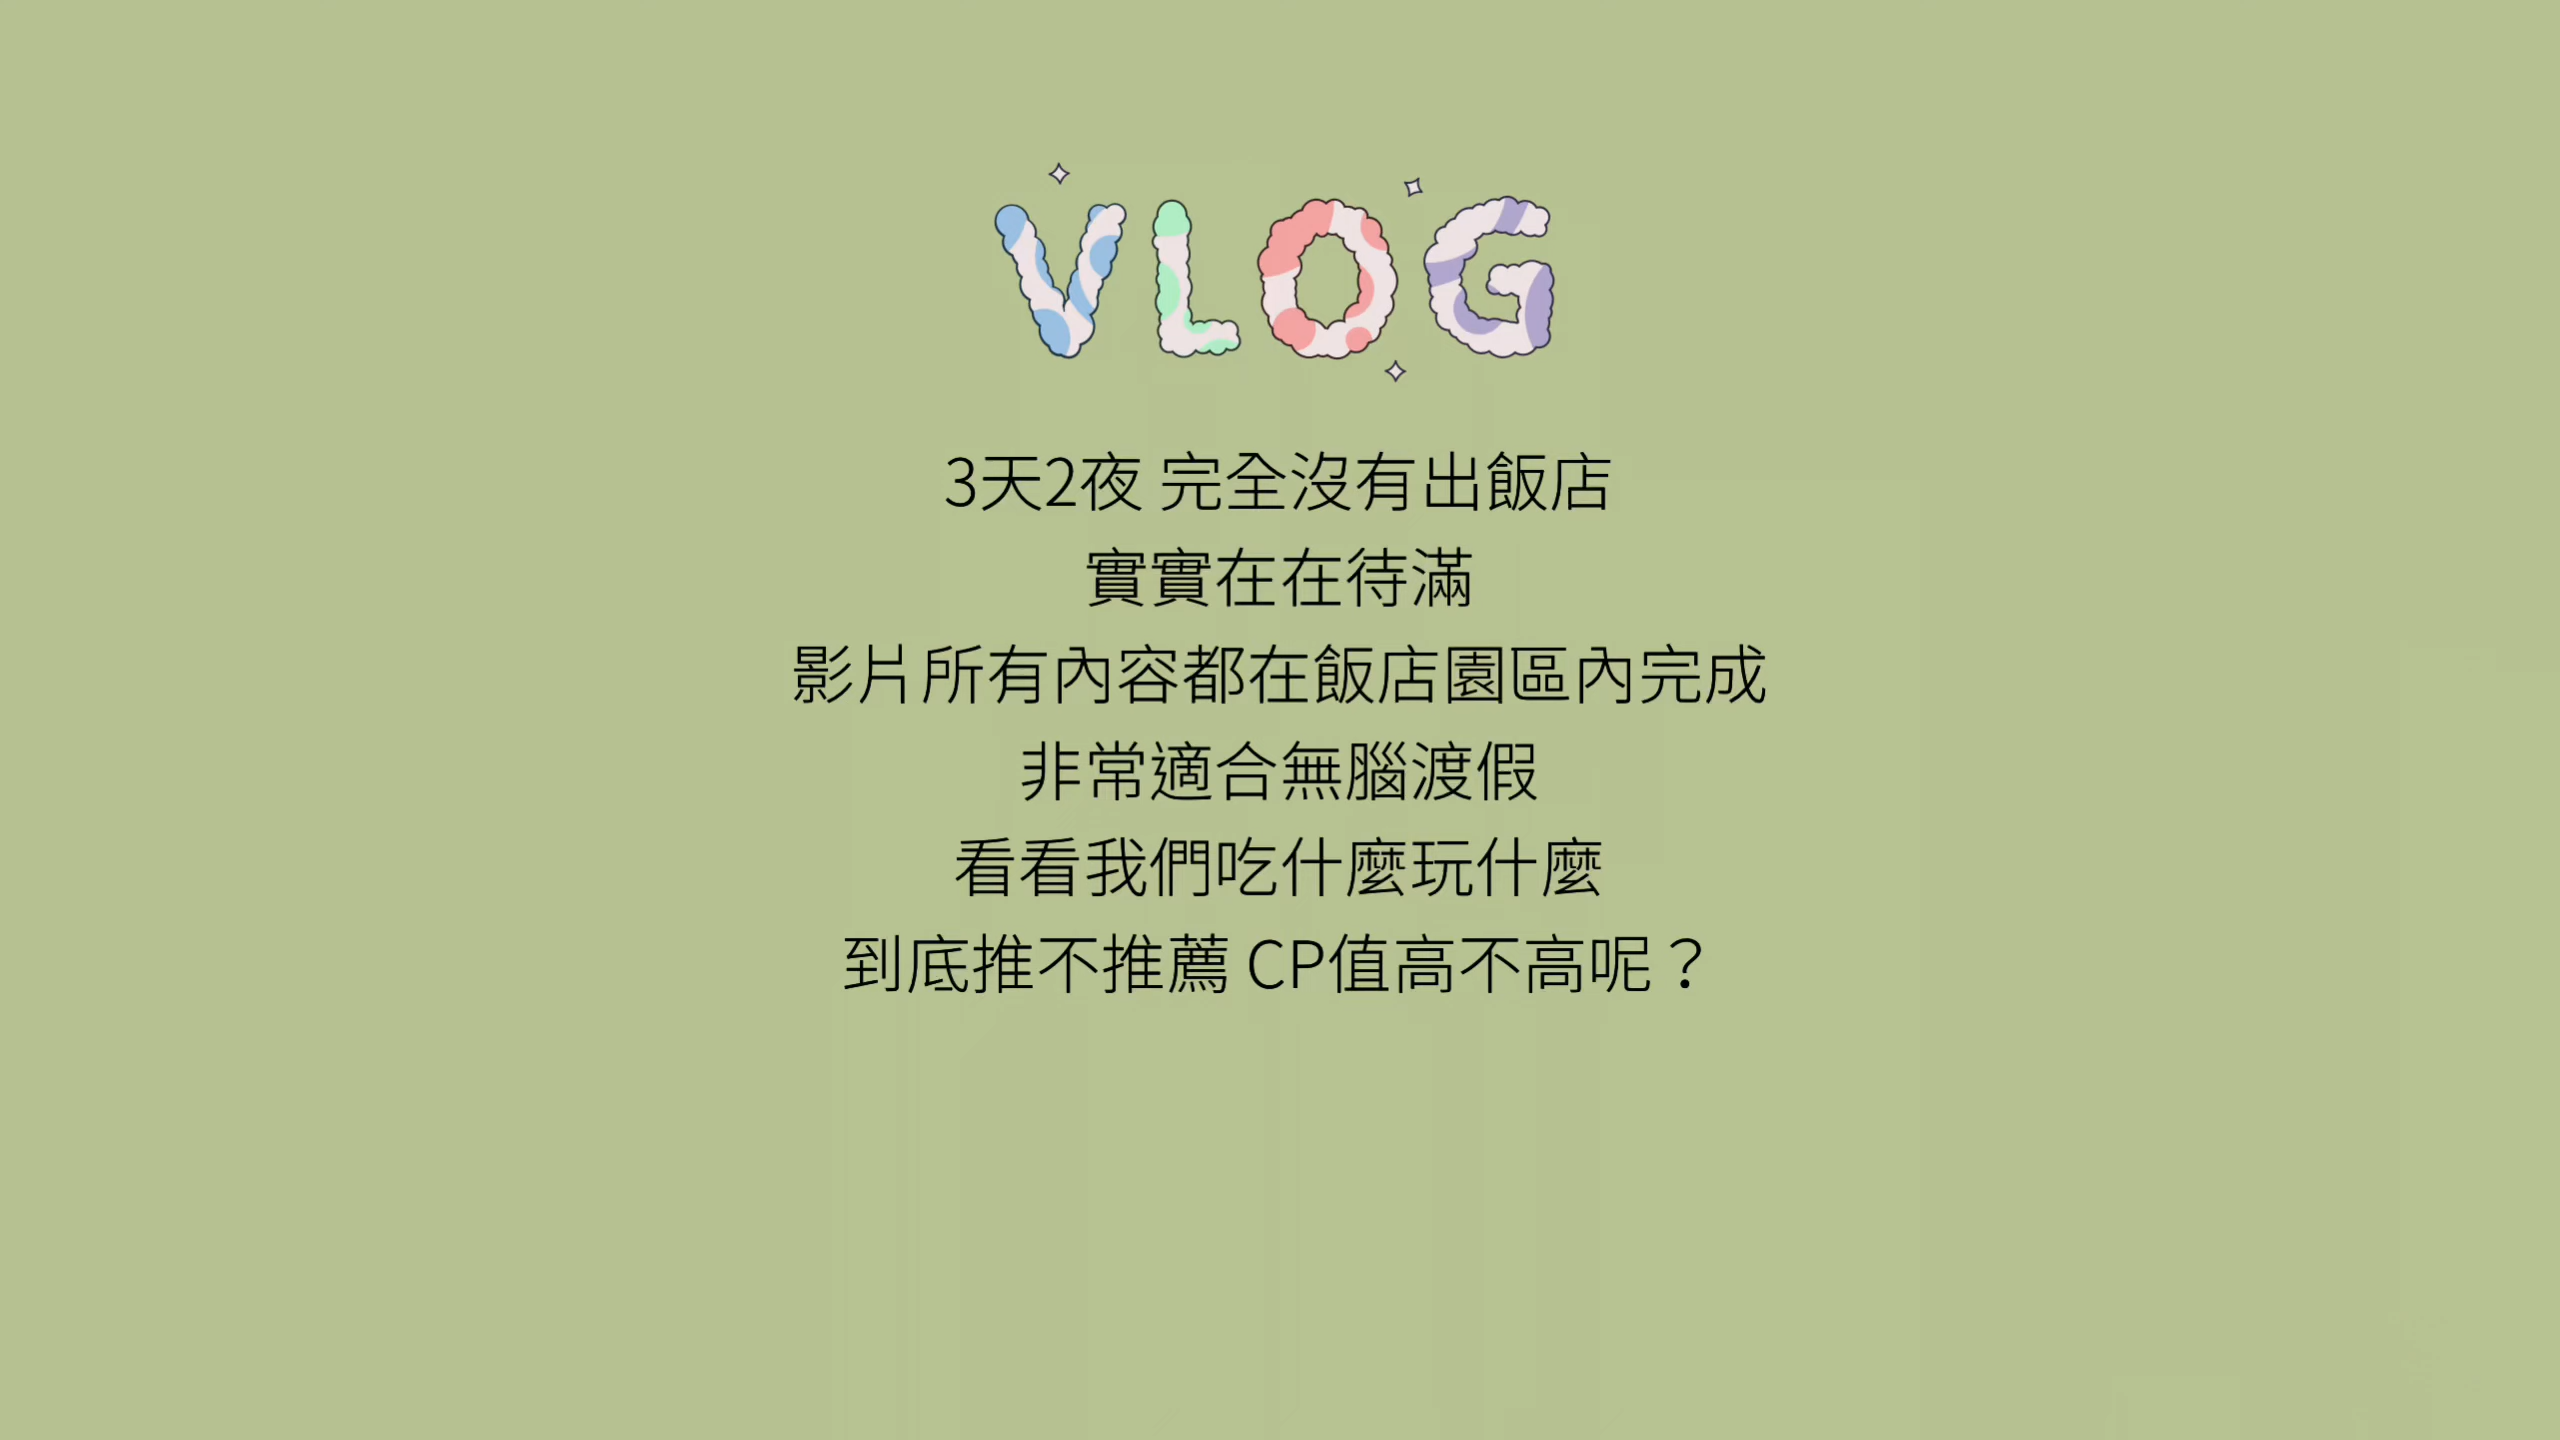 VLOG
3天2夜 完全沒有出飯店
實實在在待滿
影片所有內容都在飯店園區內完成
非常適合無腦渡假
看看我們吃什麼玩什麼
到底推不推薦 CP值高不高呢？